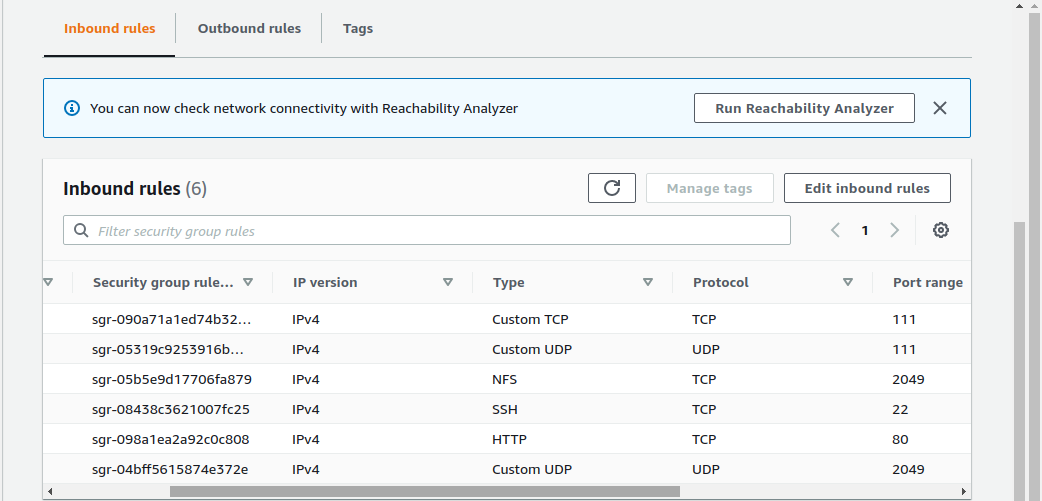 Inbound rules Outbound rules Tags
You can now check network connectivity with Reachability Analyzer Run Reachability Analyzer
Inbound rules (6) Manage tags Edit inbound rules
Filter security group rules 1
Security group rule... IP version Type Protocol Port range
sgr-090a71a1ed74b32... IPv4 Custom TCP TCP 111
sgr-05319c9253916b... IPv4 Custom UDP UDP 111
sgr-05b5e9d17706fa879 IPv4 NFS TCP 2049
sgr-08438c3621007fc25 IPv4 SSH TCP 22
sgr-098a1ea2a92c0c808 IPv4 HTTP TCP 80
sgr-04bff5615874e372e IPv4 Custom UDP UDP 2049